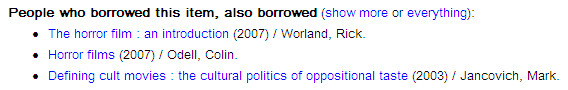 People who borrowed this item, also borrowed (show more or everything):
• The horror film : an introduction (2007) / Worland, Rick.
• Horror films (2007) / Odell, Colin.
• Defining cult movies : the cultural politics of oppositional taste (2003) / Jancovich, Mark.